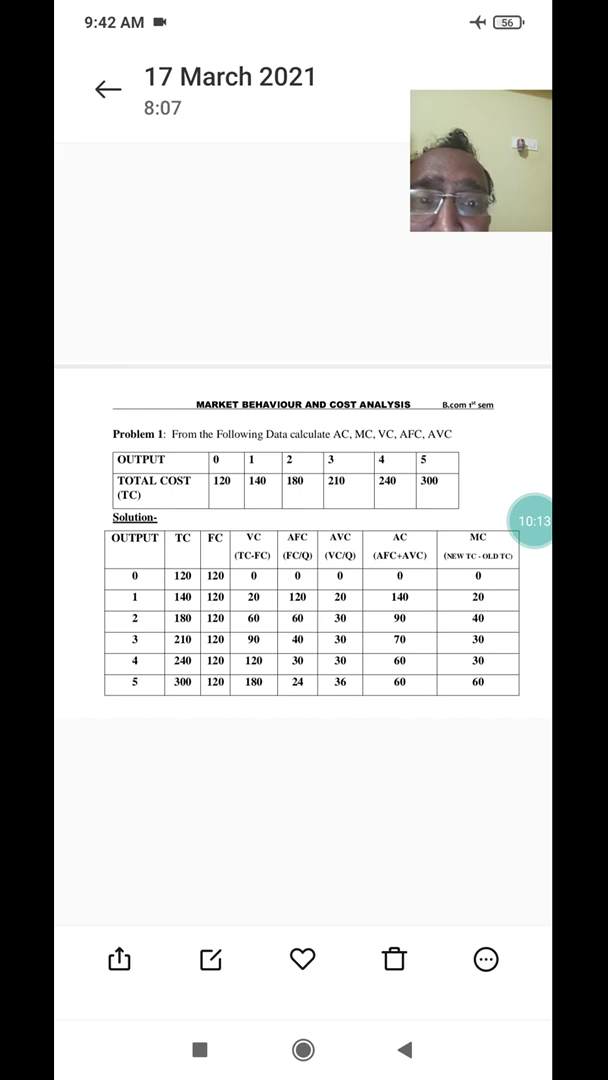 9:42 AM
56
17 March 2021
8:07
MARKET BEHAVIOUR AND COST ANALYSIS B.com 1st sem
Problem 1: From the Following Data calculate AC, MC, VC, AFC, AVC
OUTPUT 0 1 2 3 4 5
TOTAL COST (TC) 120 140 180 210 240 300
10:13
Solution-
OUTPUT TC FC VC AFC AVC AC MC
(TC-FC) (FC/Q) (VC/Q) (AFC+AVC) (NEW TC - OLD TC)
0 120 120 0 0 0 0 0
1 140 120 20 120 20 140 20
2 180 120 60 60 30 90 40
3 210 120 90 40 30 70 30
4 240 120 120 30 30 60 30
5 300 120 180 24 36 60 60